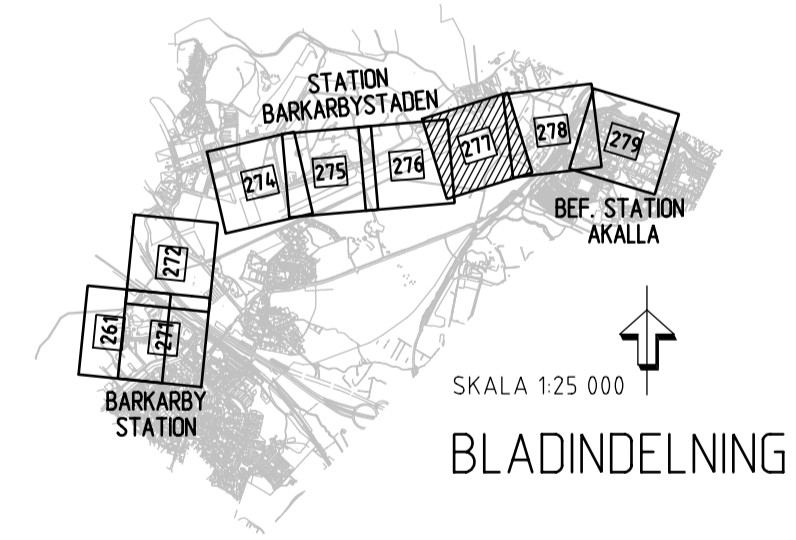 STATION
BARKARBYSTADEN
274
275
276
277
278
279
BEF. STATION
AKALLA
272
261
271
BARKARBY
STATION
SKALA 1:25 000
BLADINDELNING